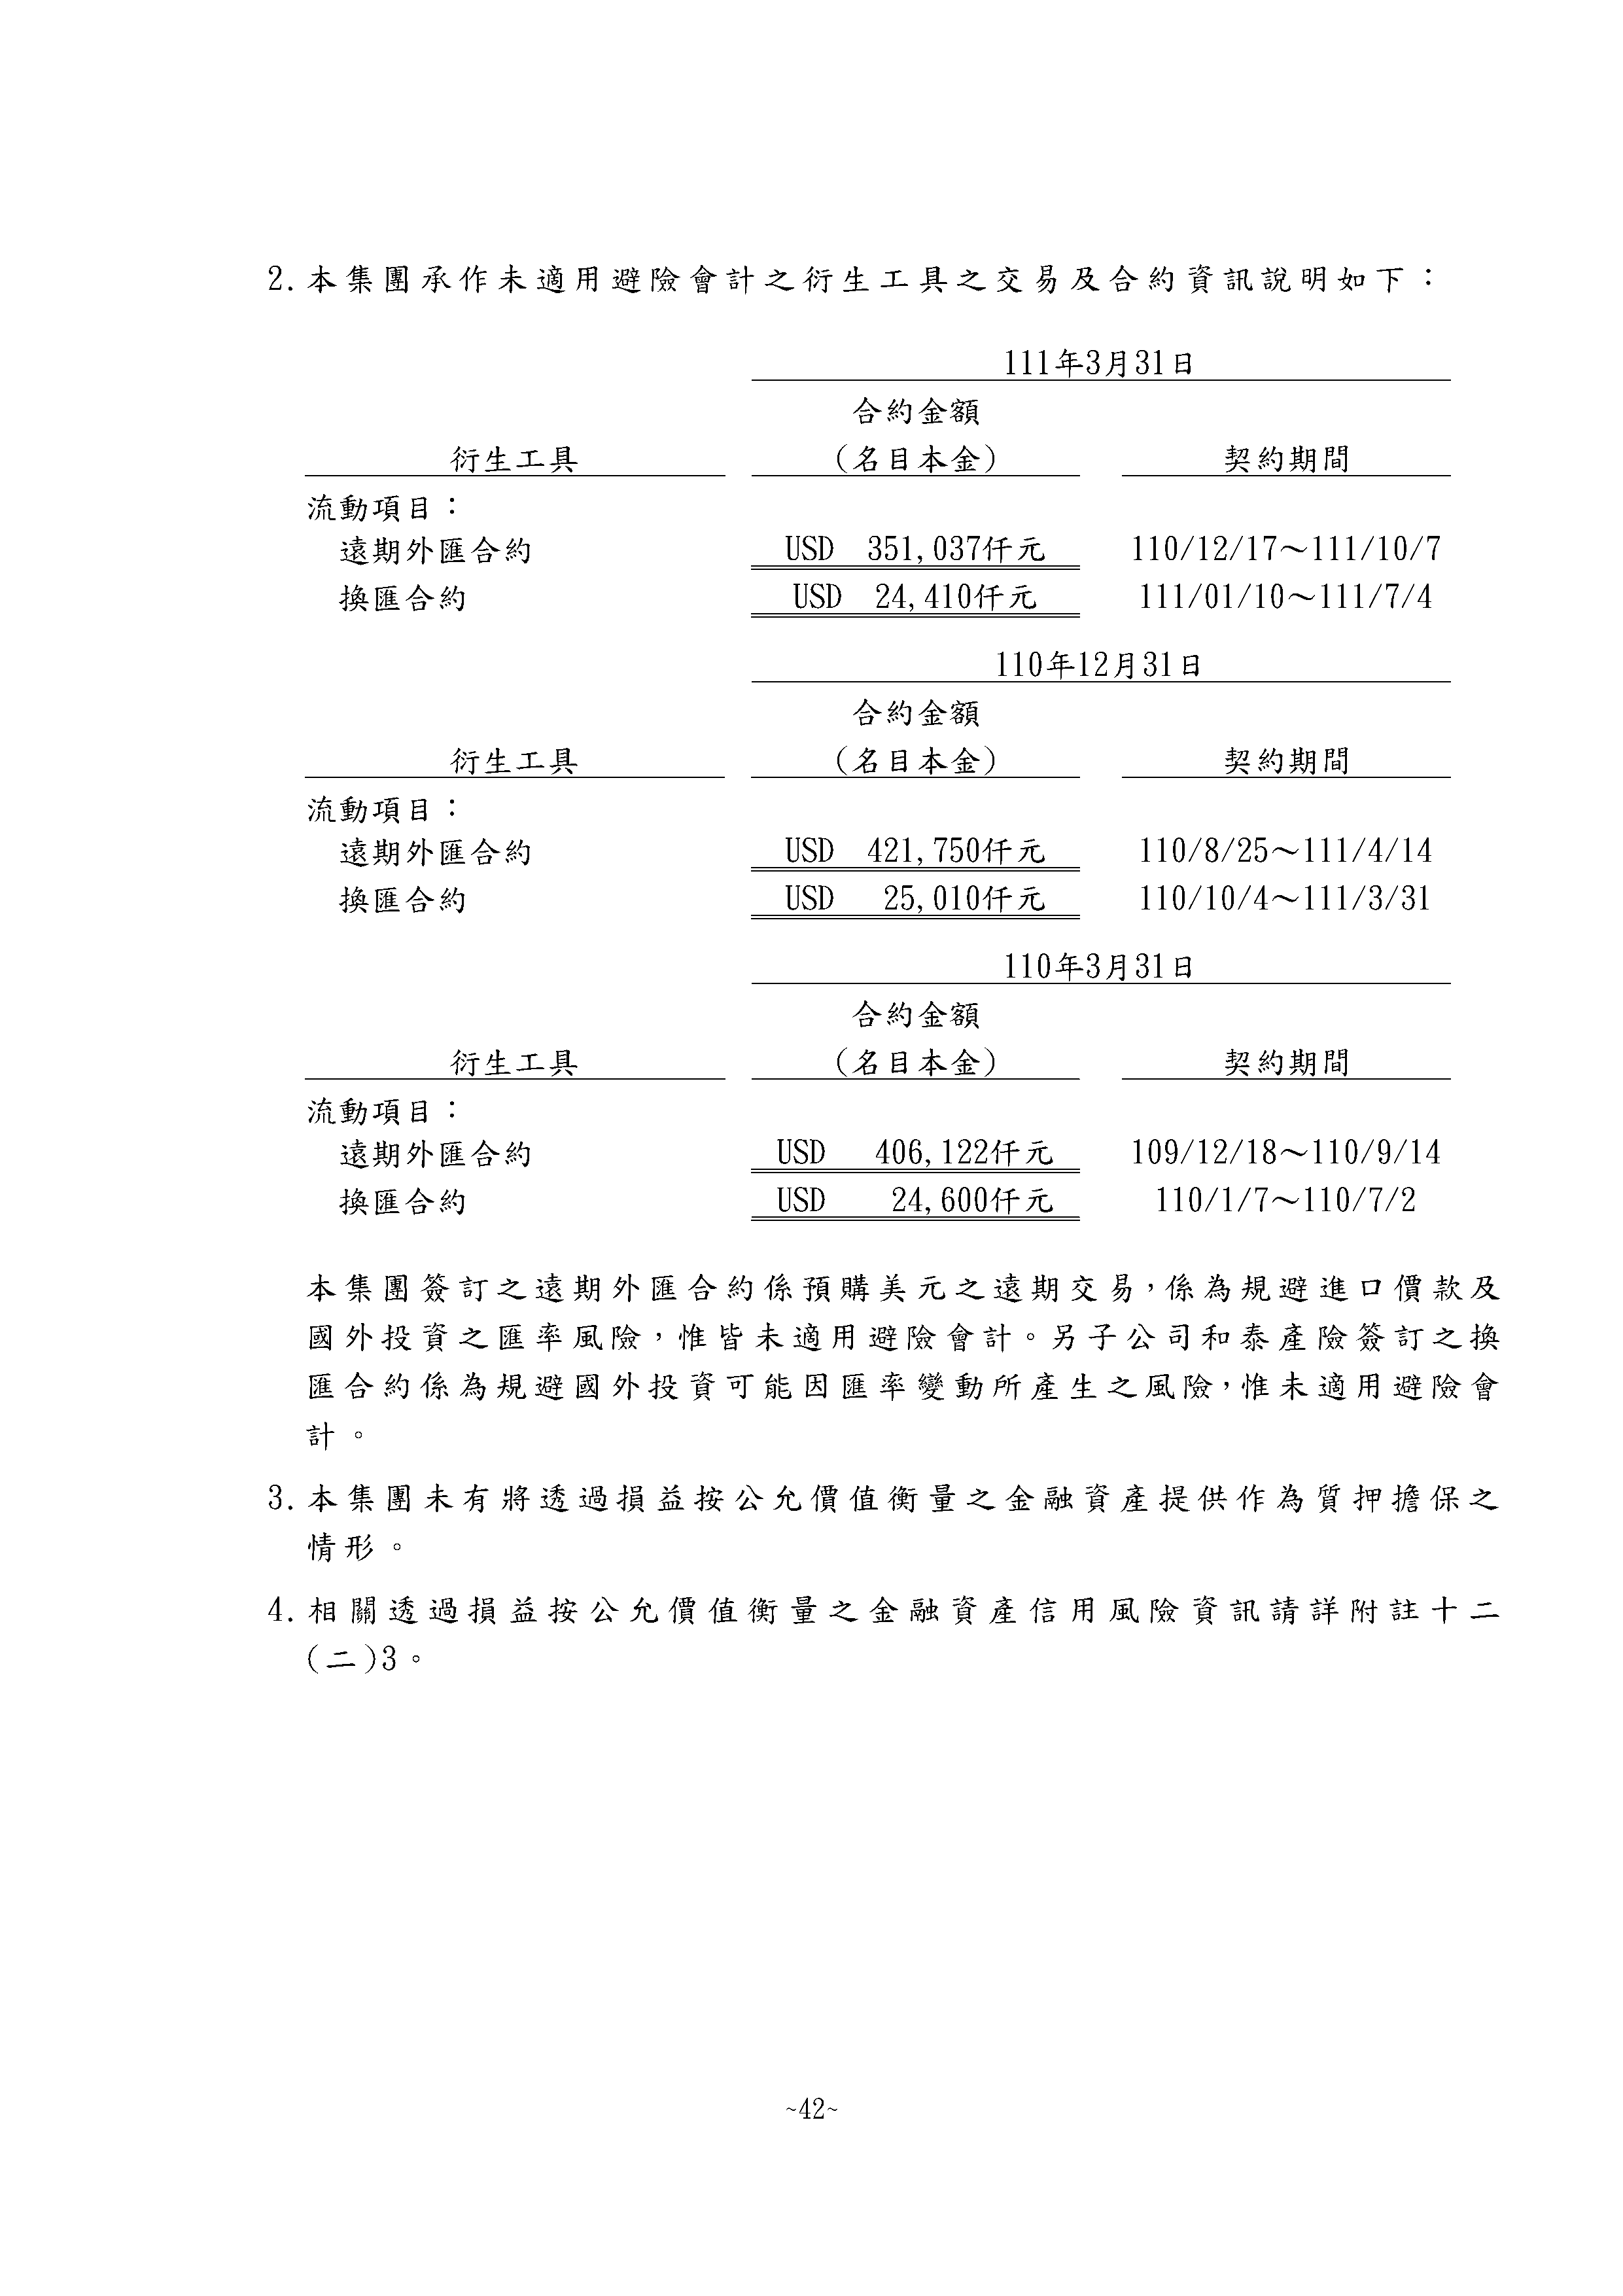 2.本集團承作未適用避險會計之衍生工具之交易及合約資訊說明如下：
111年3月31日
合約金額
衍生工具 (名目本金) 契約期間
流動項目：
遠期外匯合約 USD 351,037仟元 110/12/17～111/10/7
換匯合約 USD 24,410仟元 111/01/10～111/7/4
110年12月31日
合約金額
衍生工具 (名目本金) 契約期間
流動項目：
遠期外匯合約 USD 421,750仟元 110/8/25～111/4/14
換匯合約 USD 25,010仟元 110/10/4～111/3/31
110年3月31日
合約金額
衍生工具 (名目本金) 契約期間
流動項目：
遠期外匯合約 USD 406,122仟元 109/12/18～110/9/14
換匯合約 USD 24,600仟元 110/1/7～110/7/2
本集團簽訂之遠期外匯合約係預購美元之遠期交易，係為規避進口價款及
國外投資之匯率風險，惟皆未適用避險會計。另子公司和泰產險簽訂之換
匯合約係為規避國外投資可能因匯率變動所產生之風險，惟未適用避險會
計。
3.本集團未有將透過損益按公允價值衡量之金融資產提供作為質押擔保之
情形。
4.相關透過損益按公允價值衡量之金融資產信用風險資訊請詳附註十二
(二)3。
~42~